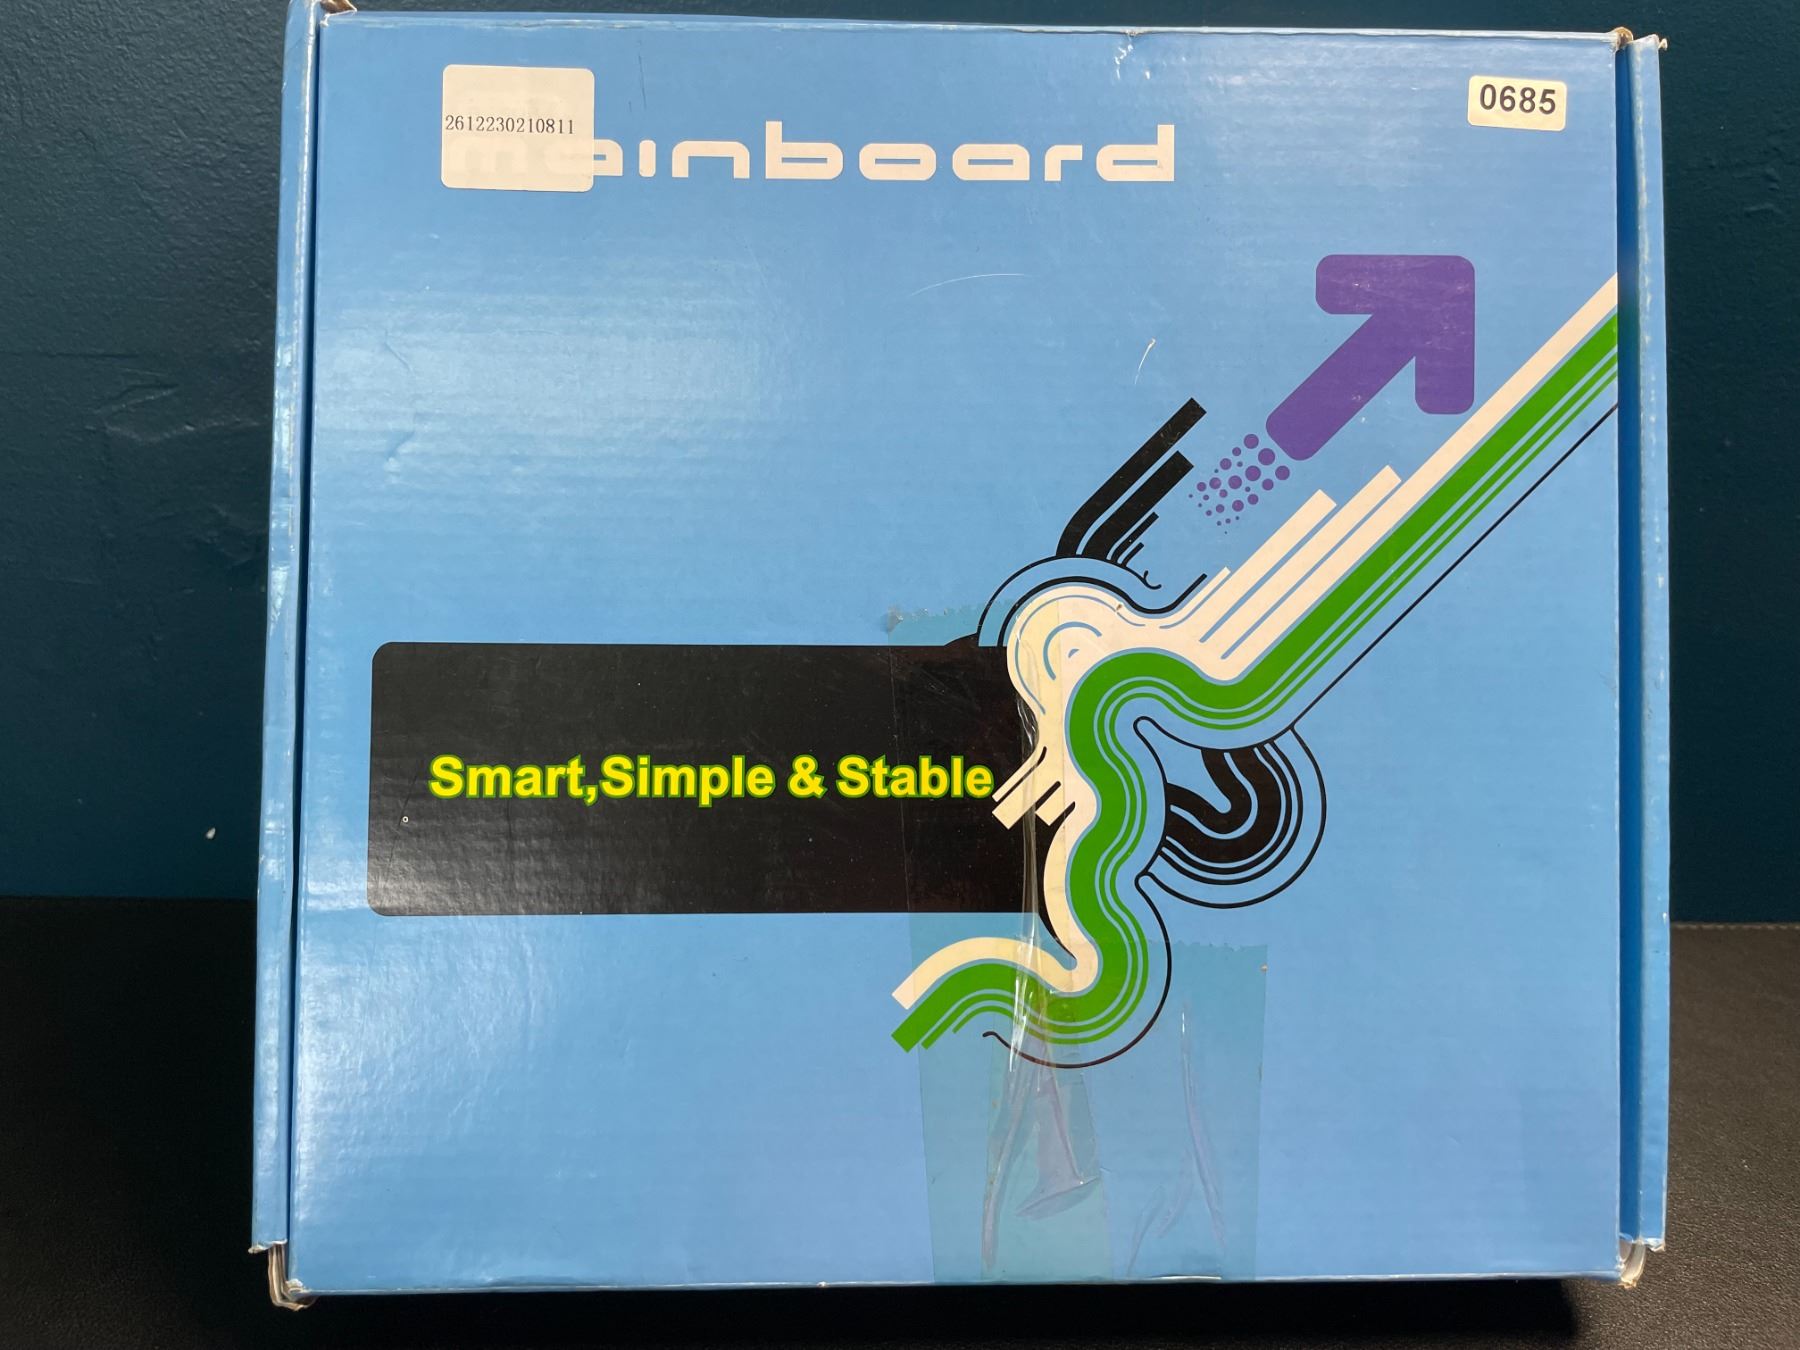 2612230210811
0685
mainboard
Smart,Simple & Stable